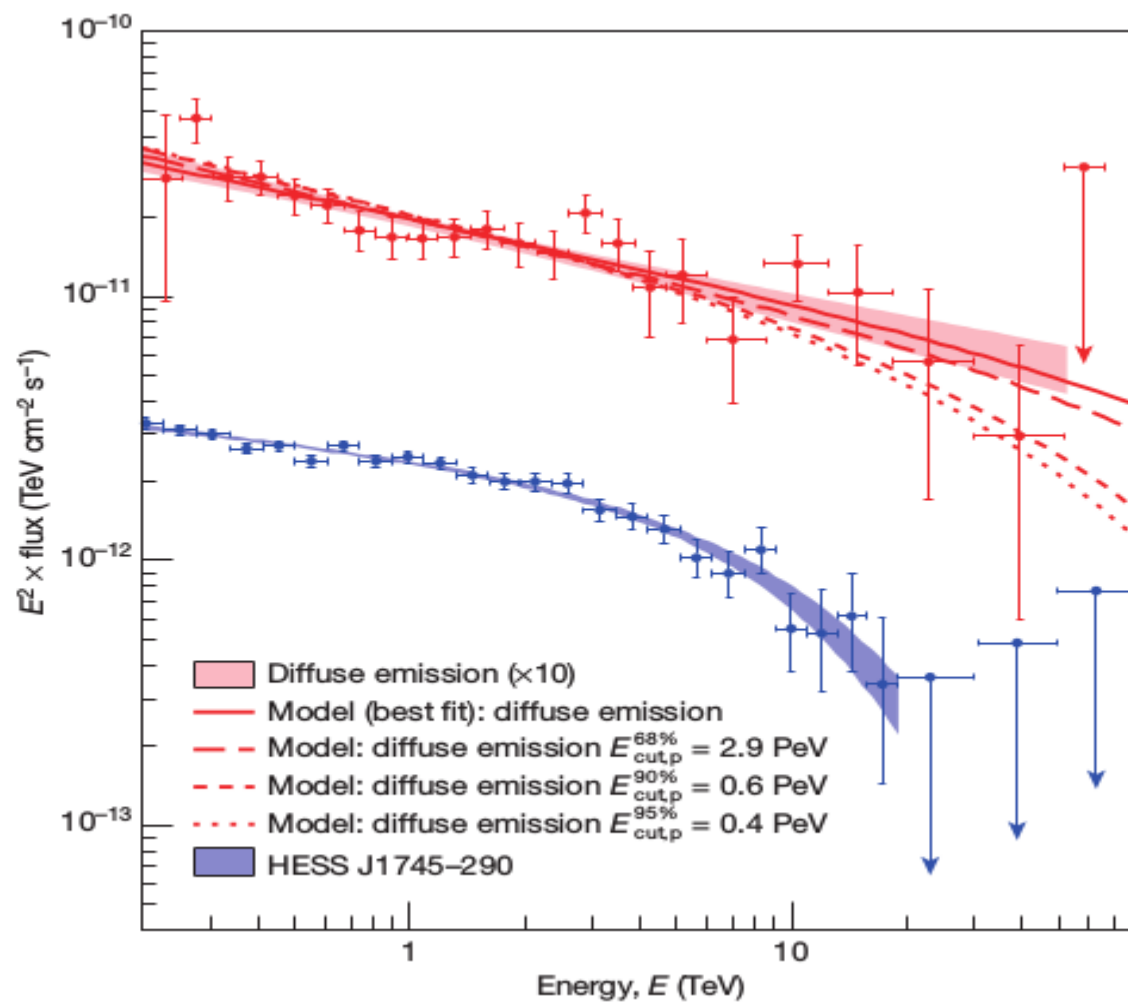 10⁻¹⁰
10⁻¹¹
10⁻¹²
10⁻¹³
E² × flux (TeV cm⁻² s⁻¹)
Diffuse emission (×10)
Model (best fit): diffuse emission
Model: diffuse emission E^68%_cut,p = 2.9 PeV
Model: diffuse emission E^90%_cut,p = 0.6 PeV
Model: diffuse emission E^95%_cut,p = 0.4 PeV
HESS J1745–290
1 10
Energy, E (TeV)